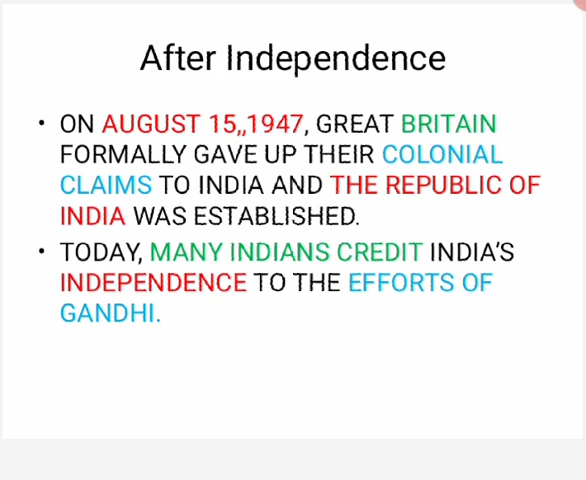 After Independence
• ON AUGUST 15,,1947, GREAT BRITAIN
FORMALLY GAVE UP THEIR COLONIAL
CLAIMS TO INDIA AND THE REPUBLIC OF
INDIA WAS ESTABLISHED.
• TODAY, MANY INDIANS CREDIT INDIA’S
INDEPENDENCE TO THE EFFORTS OF
GANDHI.